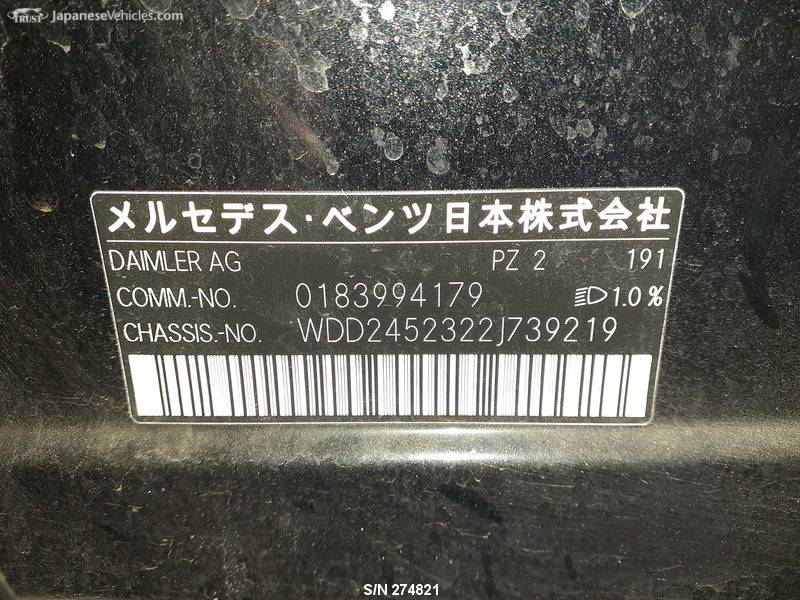 TRUST JapaneseVehicles.com
メルセデス・ベンツ日本株式会社
DAIMLER AG PZ 2 191
COMM.-NO. 0183994179 1.0 %
CHASSIS.-NO. WDD2452322J739219
S/N 274821